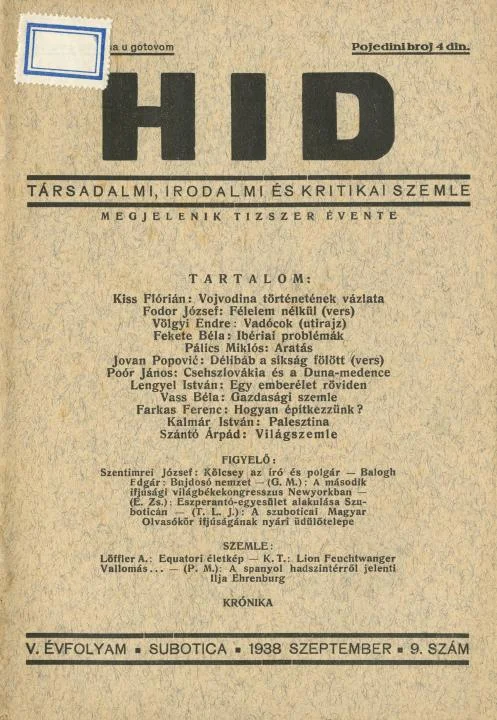 u gotovom
Pojedini broj 4 din.
HID
TÁRSADALMI, IRODALMI ÉS KRITIKAI SZEMLE
MEGJELENIK TIZSZER ÉVENTE
TARTALOM:
Kiss Flórián: Vojvodina történetének vázlata
Fodor József: Félelem nélkül (vers)
Völgyi Endre: Vadócok (utirajz)
Fekete Béla: Ibériai problémák
Pálics Miklós: Aratás
Jovan Popović: Délibáb a sikság fölött (vers)
Poór János: Csehszlovákia és a Duna-medence
Lengyel István: Egy emberélet röviden
Vass Béla: Gazdasági szemle
Farkas Ferenc: Hogyan építkezzünk?
Kalmár István: Palesztina
Szántó Árpád: Világszemle
FIGYELŐ:
Szentimrei József: Kölcsey az író és polgár — Balogh
Edgár: Bujdosó nemzet — (G. M.): A második
ifjusági világbékekongresszus Newyorkban —
(E. Zs.): Eszperantó-egyesület alakulása Szu-
boticán — (T. L. J.): A szuboticai Magyar
Olvasókör ifjúságának nyári üdülőtelepe
SZEMLE:
Löffler A.: Equatori életkép — K. T.: Lion Feuchtwanger
Vallomás... — (P. M.): A spanyol hadszintérről jelenti
Ilja Ehrenburg
KRÓNIKA
V. ÉVFOLYAM ▪ SUBOTICA ▪ 1938 SZEPTEMBER ▪ 9. SZÁM